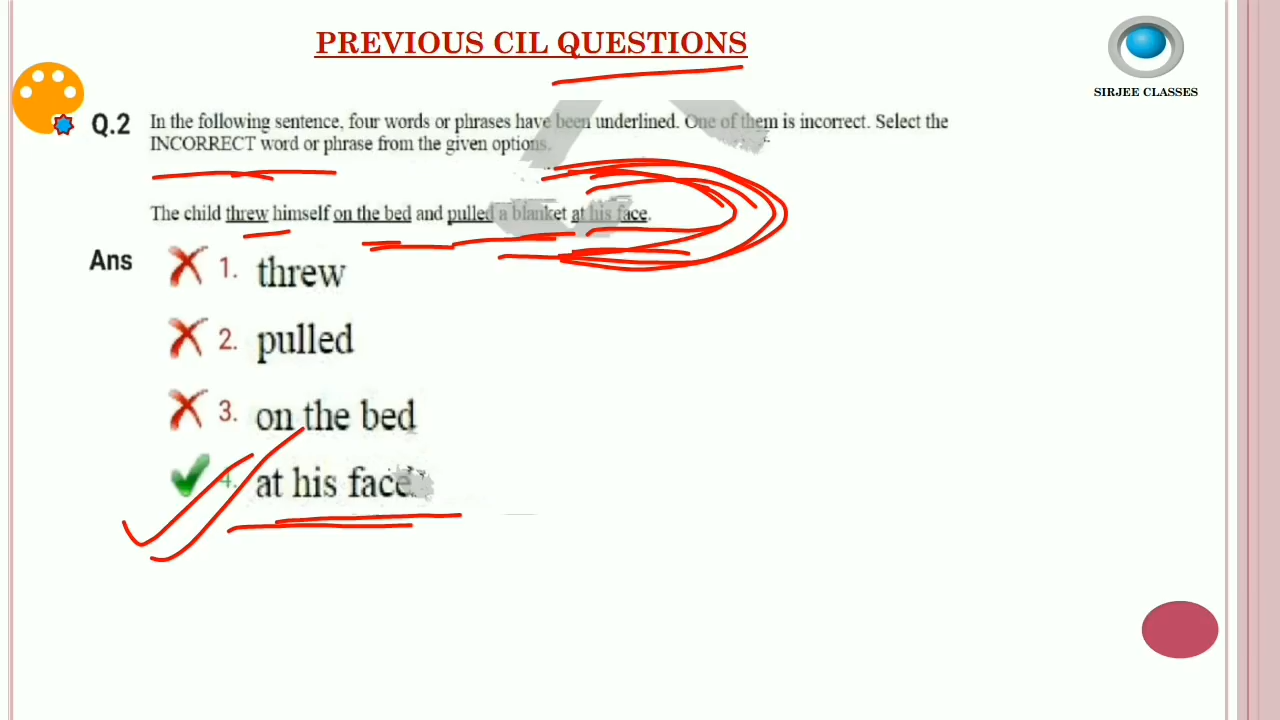 PREVIOUS CIL QUESTIONS
SIRJEE CLASSES
Q.2 In the following sentence, four words or phrases have been underlined. One of them is incorrect. Select the
INCORRECT word or phrase from the given options.
The child threw himself on the bed and pulled a blanket at his face.
Ans
1. threw
2. pulled
3. on the bed
4. at his face.